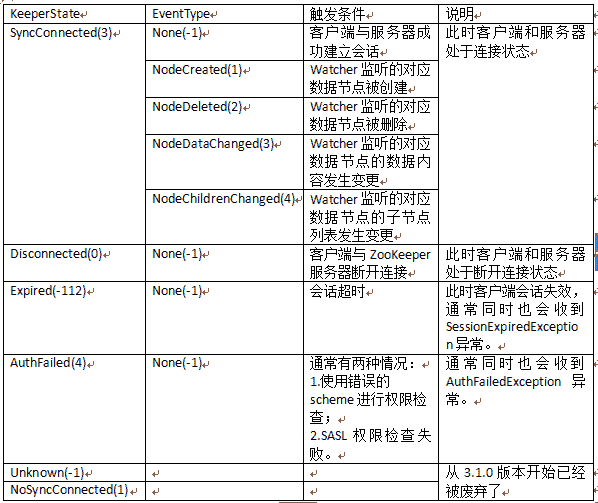 KeeperState EventType 触发条件 说明
SyncConnected(3) None(-1) 客户端与服务器成 此时客户端和服务器
功建立会话 处于连接状态
NodeCreated(1) Watcher 监听的对应
数据节点被创建
NodeDeleted(2) Watcher 监听的对应
数据节点被删除
NodeDataChanged(3) Watcher 监听的对应
数据节点的数据内
容发生变更
NodeChildrenChanged(4) Watcher 监听的对应
数据节点的子节点
列表发生变更
Disconnected(0) None(-1) 客户端与 ZooKeeper 此时客户端和服务器
服务器断开连接 处于断开连接状态
Expired(-112) None(-1) 会话超时 此时客户端会话失效，
通常同时也会收到
SessionExpiredExceptio
n 异常。
AuthFailed(4) None(-1) 通常有两种情况： 通常同时也会收到
1.使用错误的 AuthFailedException 异
scheme 进行权限检 常。
查；
2.SASL 权限检查失
败。
Unknown(-1) 从 3.1.0 版本开始已经
NoSyncConnected(1) 被废弃了